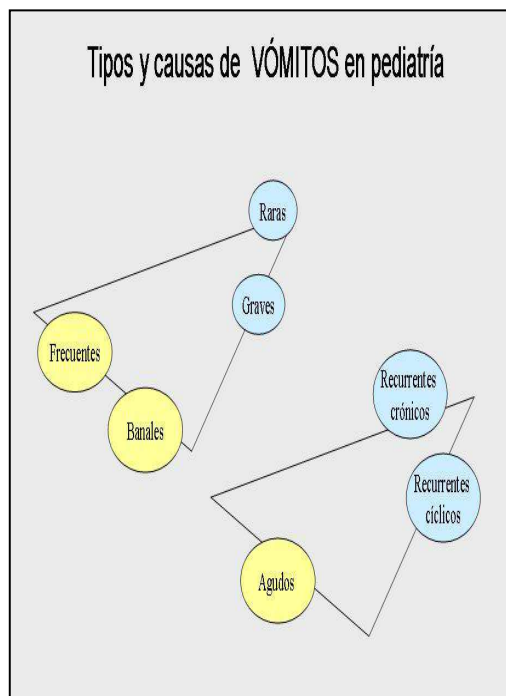 Tipos y causas de VÓMITOS en pediatría
Raras
Graves
Frecuentes
Banales
Recurrentes
crónicos
Recurrentes
cíclicos
Agudos